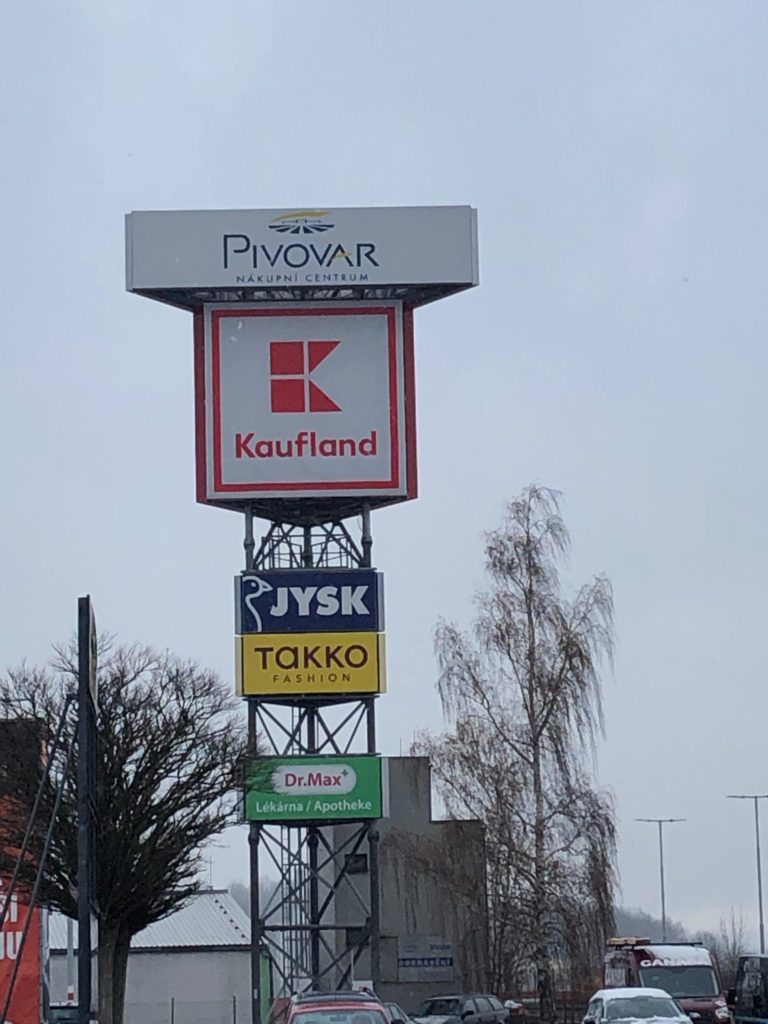 PIVOVAR
NÁKUPNÍ CENTRUM
K
Kaufland
JYSK
TAKKO
FASHION
Dr.Max+
Lékárna / Apotheke